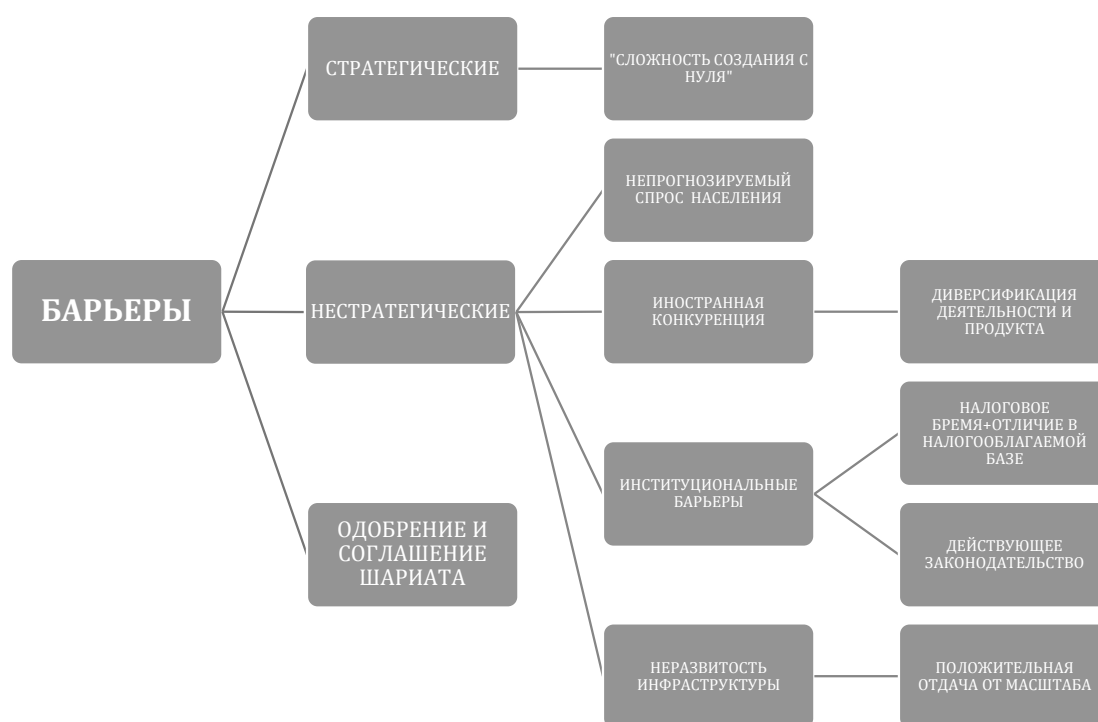 БАРЬЕРЫ
СТРАТЕГИЧЕСКИЕ
"СЛОЖНОСТЬ СОЗДАНИЯ С
НУЛЯ"
НЕСТРАТЕГИЧЕСКИЕ
НЕПРОГНОЗИРУЕМЫЙ
СПРОС НАСЕЛЕНИЯ
ИНОСТРАННАЯ
КОНКУРЕНЦИЯ
ДИВЕРСИФИКАЦИЯ
ДЕЯТЕЛЬНОСТИ И
ПРОДУКТА
ИНСТИТУЦИОНАЛЬНЫЕ
БАРЬЕРЫ
НАЛОГОВОЕ
БРЕМЯ+ОТЛИЧИЕ В
НАЛОГООБЛАГАЕМОЙ
БАЗЕ
ДЕЙСТВУЮЩЕЕ
ЗАКОНОДАТЕЛЬСТВО
НЕРАЗВИТОСТЬ
ИНФРАСТРУКТУРЫ
ПОЛОЖИТЕЛЬНАЯ
ОТДАЧА ОТ МАСШТАБА
ОДОБРЕНИЕ И
СОГЛАШЕНИЕ
ШАРИАТА